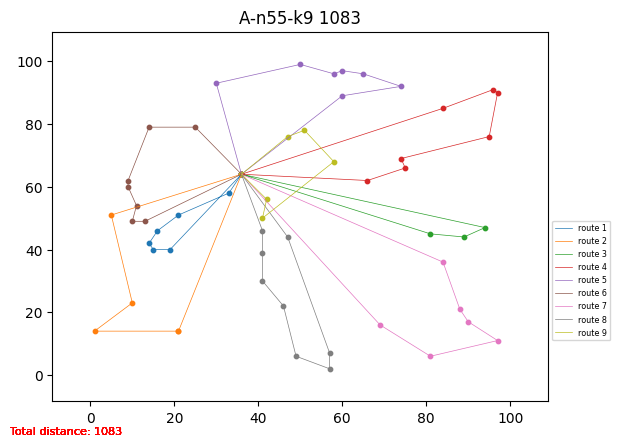 A-n55-k9 1083
100
80
60
40
20
0
0 20 40 60 80 100
route 1
route 2
route 3
route 4
route 5
route 6
route 7
route 8
route 9
Total distance: 1083